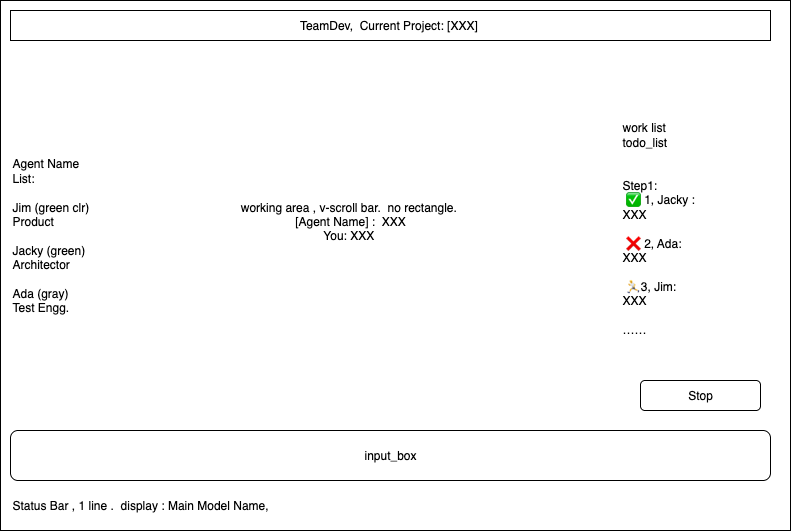 TeamDev,  Current Project: [XXX]
Agent Name
List:
Jim (green clr)
Product
Jacky (green)
Architector
Ada (gray)
Test Engg.
working area , v-scroll bar.  no rectangle.
[Agent Name] :  XXX
You: XXX
work list
todo_list
Step1:
✅ 1, Jacky :
XXX
❌ 2, Ada:
XXX
🏃3, Jim:
XXX
......
Stop
input_box
Status Bar , 1 line .  display : Main Model Name,